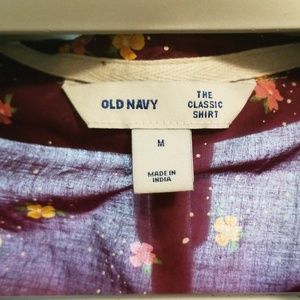 OLD NAVY
THE
CLASSIC
SHIRT
M
MADE IN
INDIA